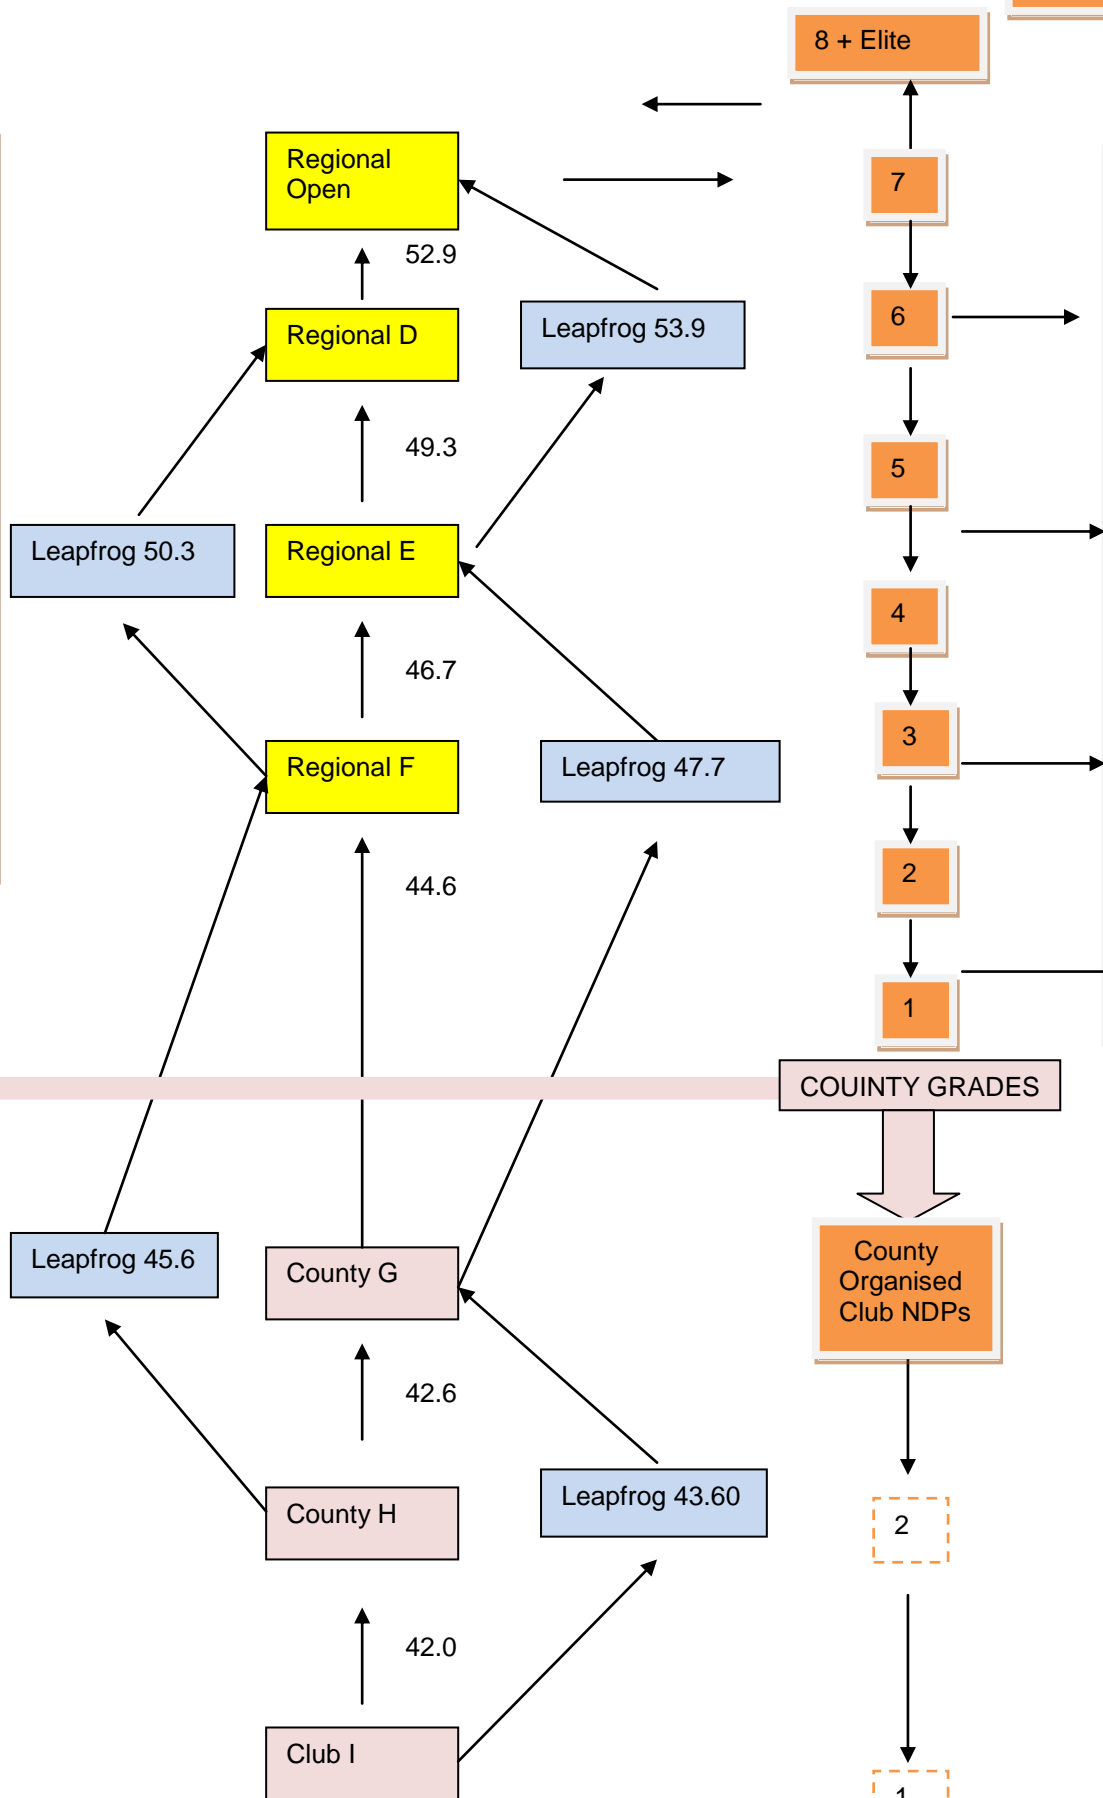 8 + Elite
Regional
Open
7
52.9
6
Leapfrog 53.9
Regional D
49.3
5
Leapfrog 50.3
Regional E
4
46.7
3
Regional F
Leapfrog 47.7
2
44.6
1
COUINTY GRADES
County
Organised
Club NDPs
Leapfrog 45.6
County G
42.6
Leapfrog 43.60
County H
2
42.0
Club I
1